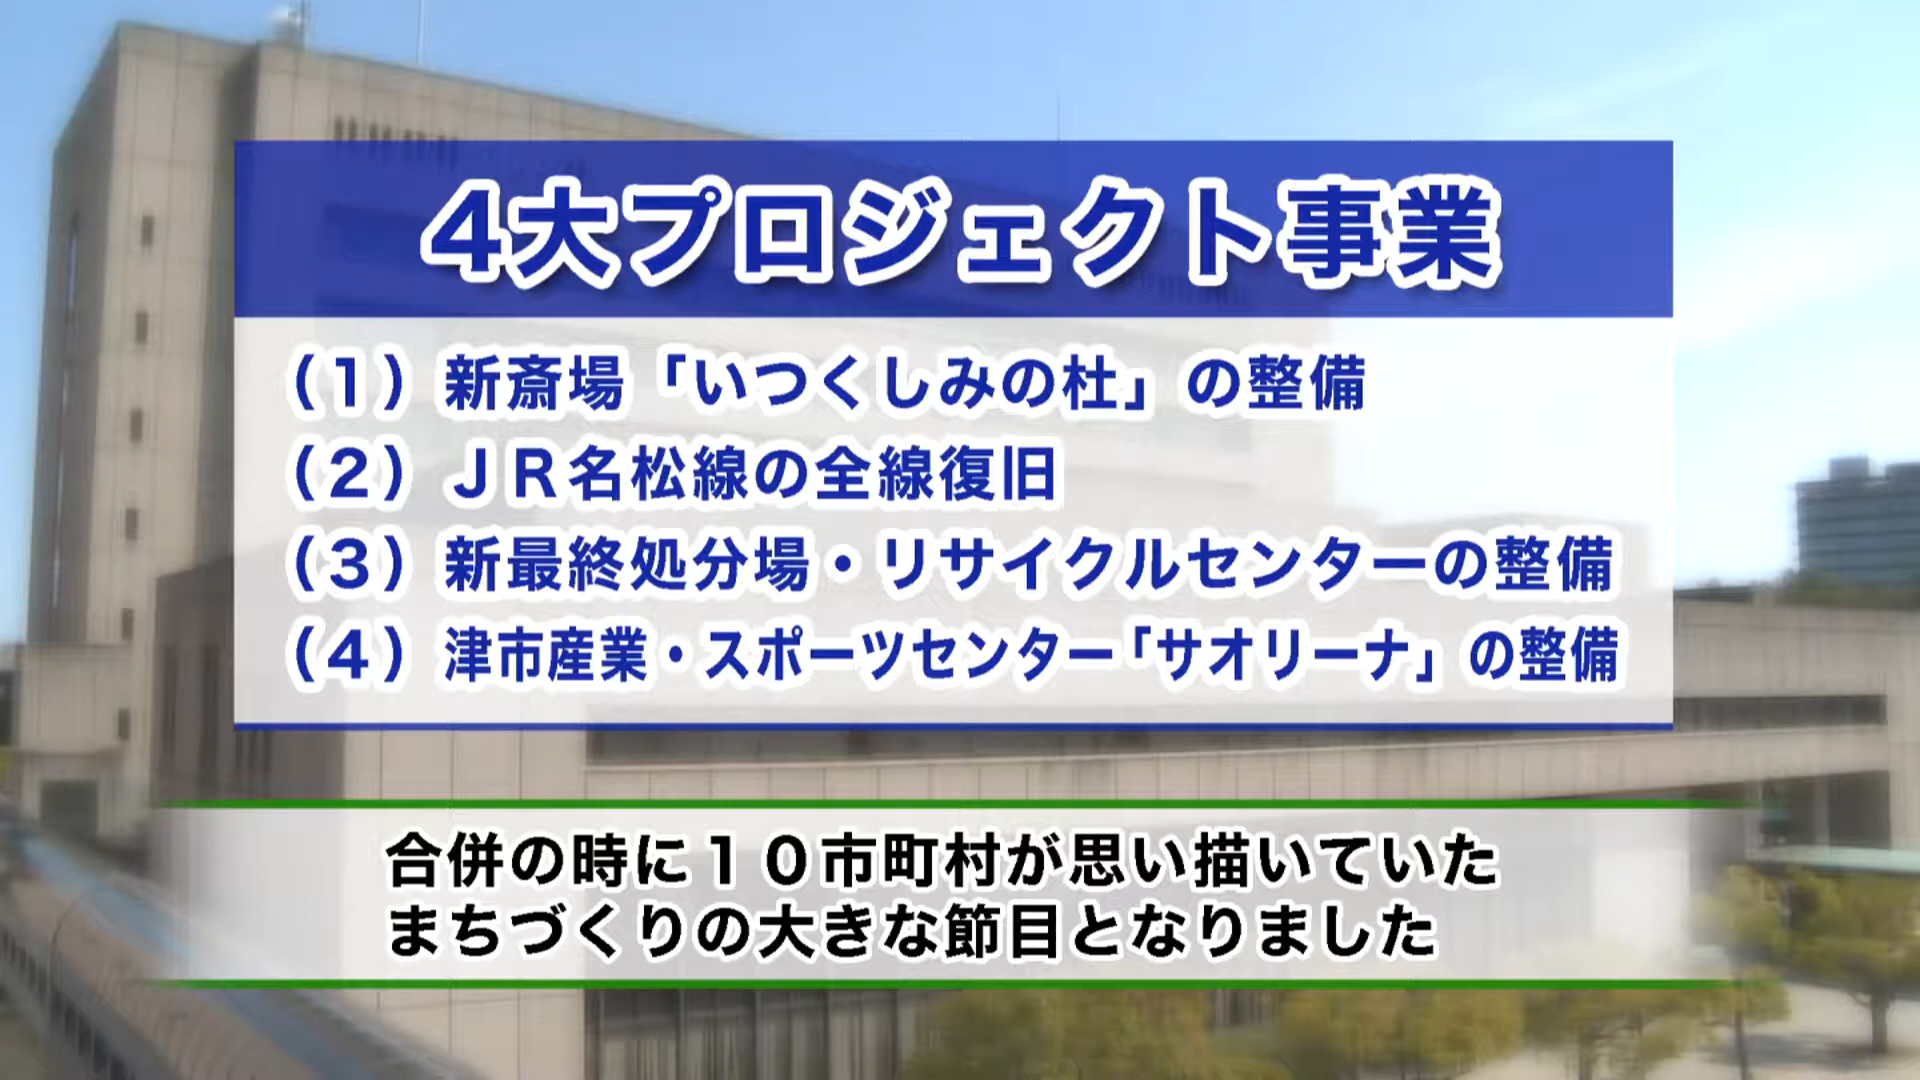 4大プロジェクト事業
（１）新斎場「いつくしみの杜」の整備
（２）ＪＲ名松線の全線復旧
（３）新最終処分場・リサイクルセンターの整備
（４）津市産業・スポーツセンター「サオリーナ」の整備
合併の時に１０市町村が思い描いていた
まちづくりの大きな節目となりました